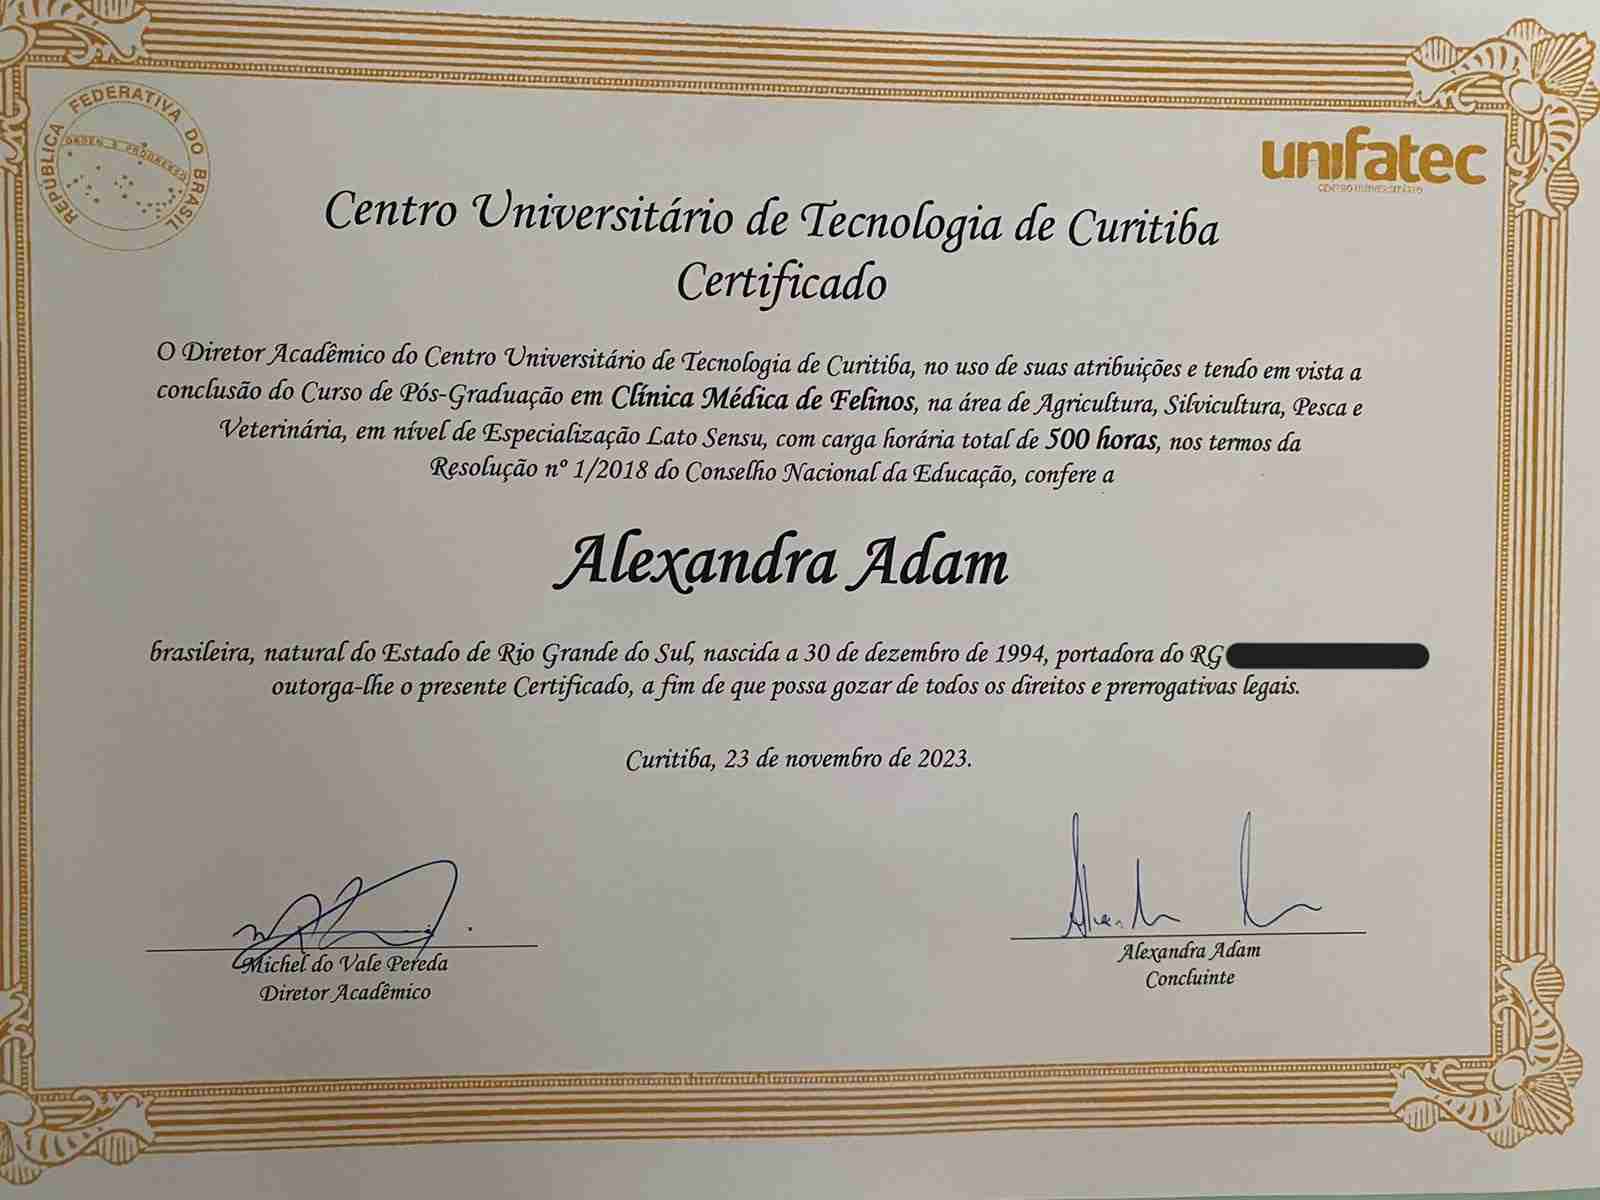 REPÚBLICA FEDERATIVA DO BRASIL
ORDEM E PROGRESSO
unifatec
CENTRO UNIVERSITÁRIO
Centro Universitário de Tecnologia de Curitiba
Certificado
O Diretor Acadêmico do Centro Universitário de Tecnologia de Curitiba, no uso de suas atribuições e tendo em vista a
conclusão do Curso de Pós-Graduação em Clínica Médica de Felinos, na área de Agricultura, Silvicultura, Pesca e
Veterinária, em nível de Especialização Lato Sensu, com carga horária total de 500 horas, nos termos da
Resolução nº 1/2018 do Conselho Nacional da Educação, confere a
Alexandra Adam
brasileira, natural do Estado de Rio Grande do Sul, nascida a 30 de dezembro de 1994, portadora do RG
outorga-lhe o presente Certificado, a fim de que possa gozar de todos os direitos e prerrogativas legais.
Curitiba, 23 de novembro de 2023.
Michel do Vale Pereda
Diretor Acadêmico
Alexandra Adam
Concluinte